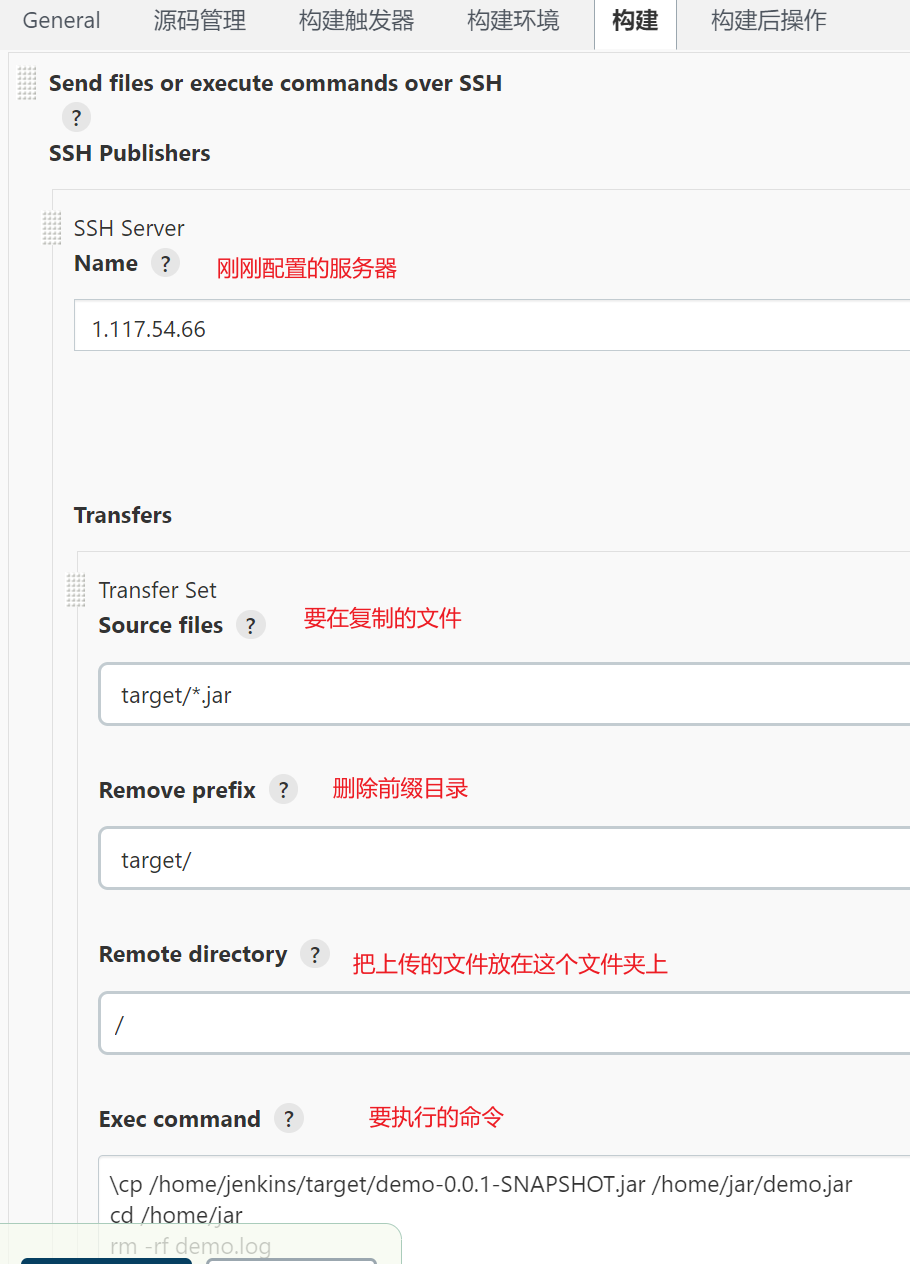 General 源码管理 构建触发器 构建环境 构建 构建后操作
Send files or execute commands over SSH
?
SSH Publishers
SSH Server
Name ? 刚刚配置的服务器
1.117.54.66
Transfers
Transfer Set
Source files ? 要在复制的文件
target/*.jar
Remove prefix ? 删除前缀目录
target/
Remote directory ? 把上传的文件放在这个文件夹上
/
Exec command ? 要执行的命令
\cp /home/jenkins/target/demo-0.0.1-SNAPSHOT.jar /home/jar/demo.jar
cd /home/jar
rm -rf demo.log